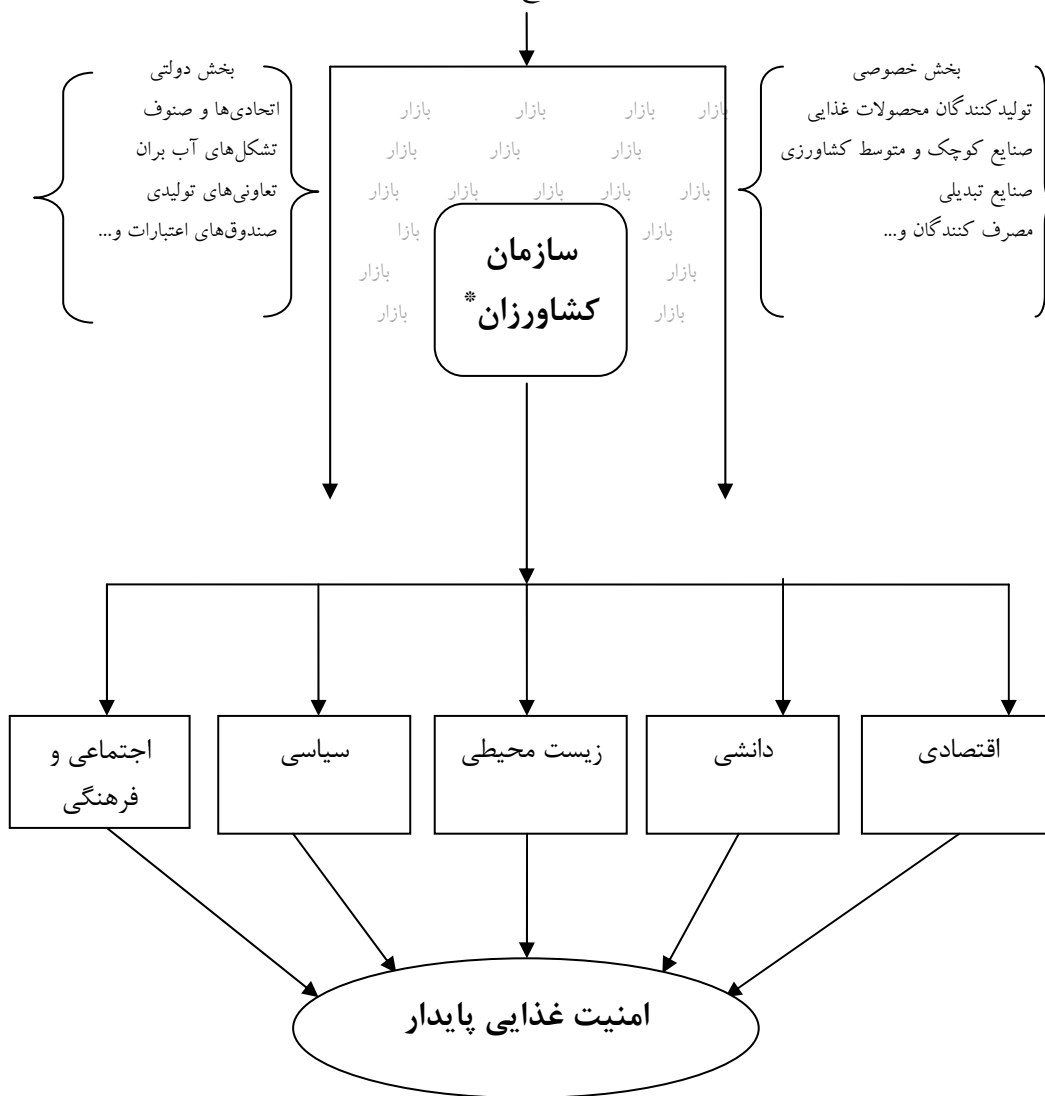 بخش خصوصی
تولیدکنندگان محصولات غذایی
صنایع کوچک و متوسط کشاورزی
صنایع تبدیلی
مصرف کنندگان و...
بازار بازار بازار بازار
بازار بازار بازار
بازار بازار بازار بازار بازار
بازار بازا
بازار بازار
بازار بازار
سازمان
کشاورزان*
بخش دولتی
اتحادی‌ها و صنوف
تشکل‌های آب بران
تعاونی‌های تولیدی
صندوق‌های اعتبارات و...
اقتصادی
دانشی
زیست محیطی
سیاسی
اجتماعی و
فرهنگی
امنیت غذایی پایدار